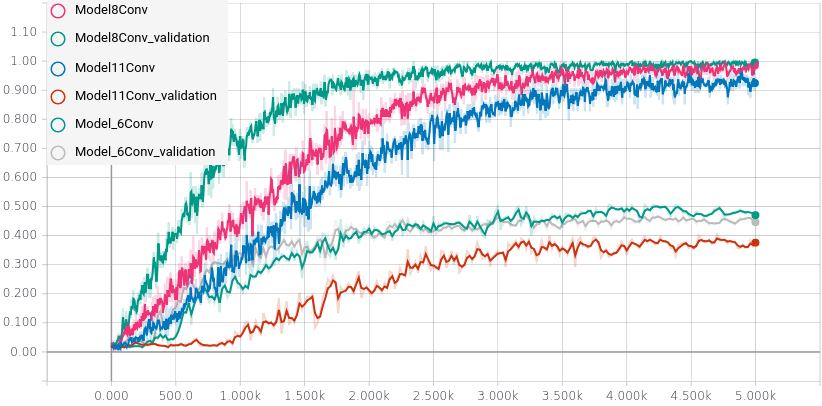 Model8Conv
Model8Conv_validation
Model11Conv
Model11Conv_validation
Model_6Conv
Model_6Conv_validation
1.10
1.00
0.900
0.800
0.700
0.600
0.500
0.400
0.300
0.200
0.100
0.00
0.000 500.0 1.000k 1.500k 2.000k 2.500k 3.000k 3.500k 4.000k 4.500k 5.000k